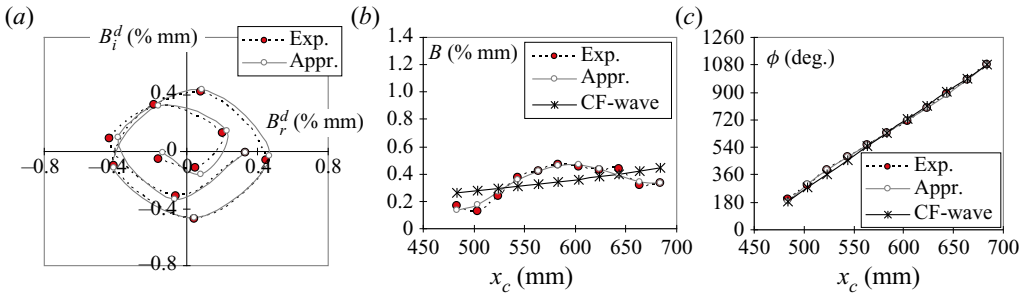 (a)
B_i^d (% mm)
Exp.
Appr.
0.4
B_r^d (% mm)
−0.8
−0.4
0
0
0.4
0.8
−0.4
−0.8
(b)
B (% mm)
1.4
1.2
1.0
0.8
0.6
0.4
0.2
0
Exp.
Appr.
CF-wave
450 500 550 600 650 700
x_c (mm)
(c)
ϕ (deg.)
1260
1080
900
720
540
360
180
0
Exp.
Appr.
CF-wave
450 500 550 600 650 700
x_c (mm)